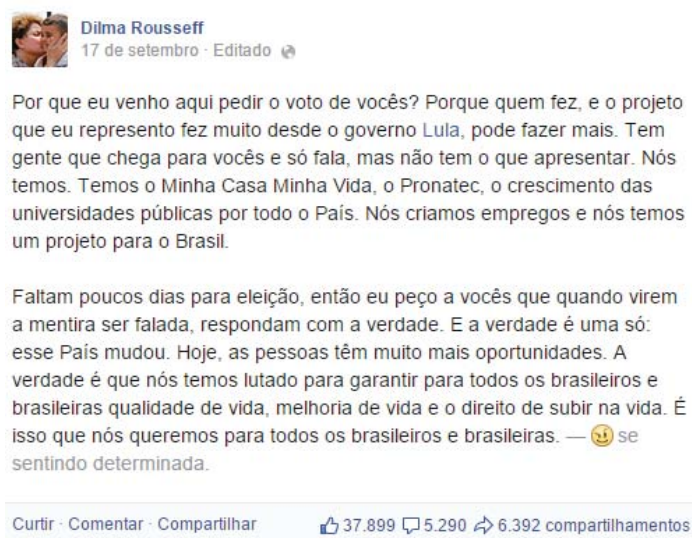 Dilma Rousseff
17 de setembro · Editado
Por que eu venho aqui pedir o voto de vocês? Porque quem fez, e o projeto
que eu represento fez muito desde o governo Lula, pode fazer mais. Tem
gente que chega para vocês e só fala, mas não tem o que apresentar. Nós
temos. Temos o Minha Casa Minha Vida, o Pronatec, o crescimento das
universidades públicas por todo o País. Nós criamos empregos e nós temos
um projeto para o Brasil.
Faltam poucos dias para eleição, então eu peço a vocês que quando virem
a mentira ser falada, respondam com a verdade. E a verdade é uma só:
esse País mudou. Hoje, as pessoas têm muito mais oportunidades. A
verdade é que nós temos lutado para garantir para todos os brasileiros e
brasileiras qualidade de vida, melhoria de vida e o direito de subir na vida. É
isso que nós queremos para todos os brasileiros e brasileiras. — se
sentindo determinada.
Curtir · Comentar · Compartilhar 37.899 5.290 6.392 compartilhamentos